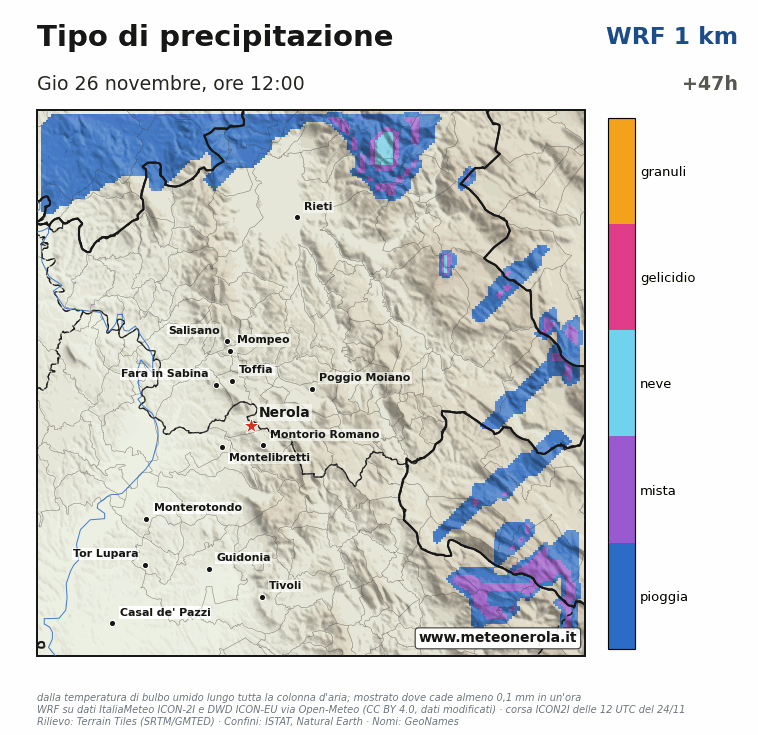 Tipo di precipitazione
WRF 1 km
Gio 26 novembre, ore 12:00
+47h
Rieti
Salisano
Mompeo
Fara in Sabina
Toffia
Poggio Moiano
Nerola
Montorio Romano
Montelibretti
Monterotondo
Tor Lupara
Guidonia
Tivoli
Casal de' Pazzi
www.meteonerola.it
granuli
gelicidio
neve
mista
pioggia
dalla temperatura di bulbo umido lungo tutta la colonna d'aria; mostrato dove cade almeno 0,1 mm in un'ora
WRF su dati ItaliaMeteo ICON-2I e DWD ICON-EU via Open-Meteo (CC BY 4.0, dati modificati) · corsa ICON2I delle 12 UTC del 24/11
Rilievo: Terrain Tiles (SRTM/GMTED) · Confini: ISTAT, Natural Earth · Nomi: GeoNames